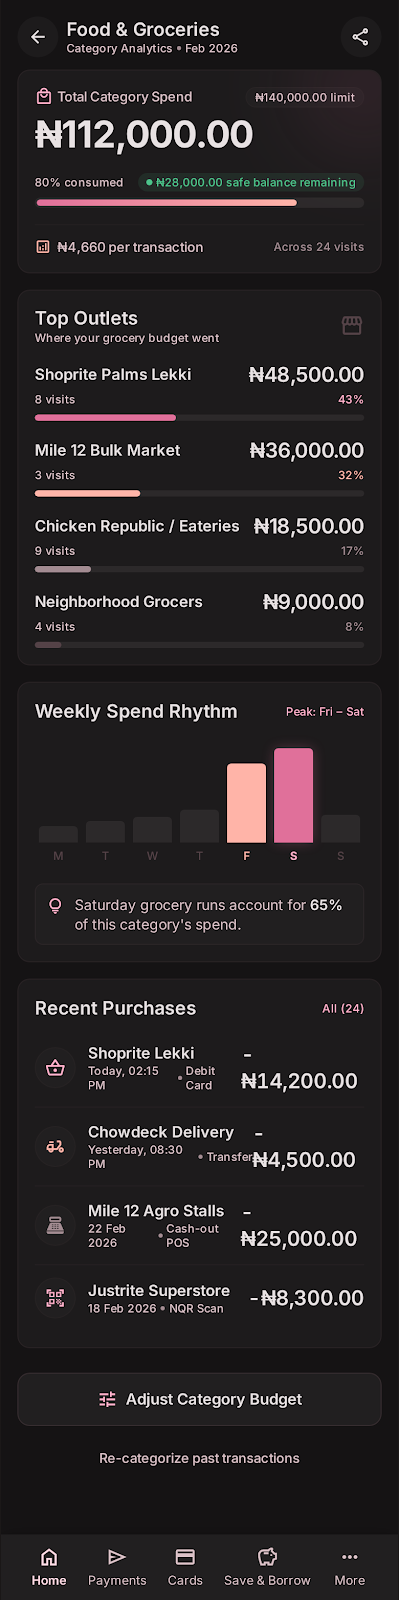 Food & Groceries
Category Analytics • Feb 2026
Total Category Spend
₦140,000.00 limit
₦112,000.00
80% consumed
₦28,000.00 safe balance remaining
₦4,660 per transaction
Across 24 visits
Top Outlets
Where your grocery budget went
Shoprite Palms Lekki
₦48,500.00
8 visits
43%
Mile 12 Bulk Market
₦36,000.00
3 visits
32%
Chicken Republic / Eateries
₦18,500.00
9 visits
17%
Neighborhood Grocers
₦9,000.00
4 visits
8%
Weekly Spend Rhythm
Peak: Fri – Sat
M T W T F S S
Saturday grocery runs account for 65%
of this category's spend.
Recent Purchases
All (24)
Shoprite Lekki
Today, 02:15
PM
• Debit
Card
-
₦14,200.00
Chowdeck Delivery
Yesterday, 08:30
PM
• Transfer
-
₦4,500.00
Mile 12 Agro Stalls
22 Feb
2026
• Cash-out
POS
-
₦25,000.00
Justrite Superstore
18 Feb 2026 • NQR Scan
-₦8,300.00
Adjust Category Budget
Re-categorize past transactions
Home
Payments
Cards
Save & Borrow
More